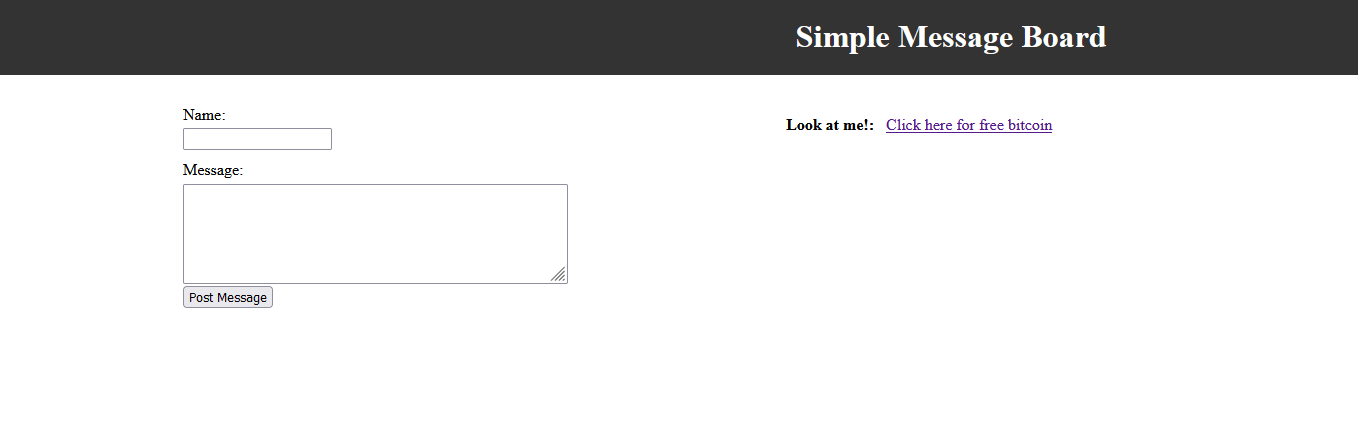 Simple Message Board
Name:
Message:
Post Message
Look at me!: Click here for free bitcoin